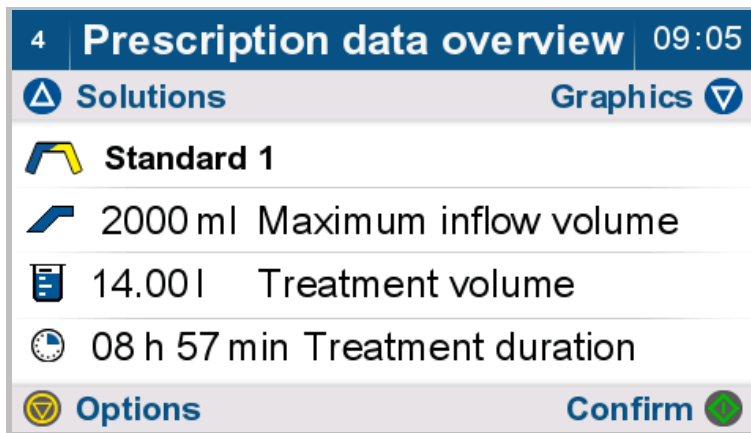 4 Prescription data overview 09:05
Solutions Graphics
Standard 1
2000 ml Maximum inflow volume
14.00 l Treatment volume
08 h 57 min Treatment duration
Options Confirm